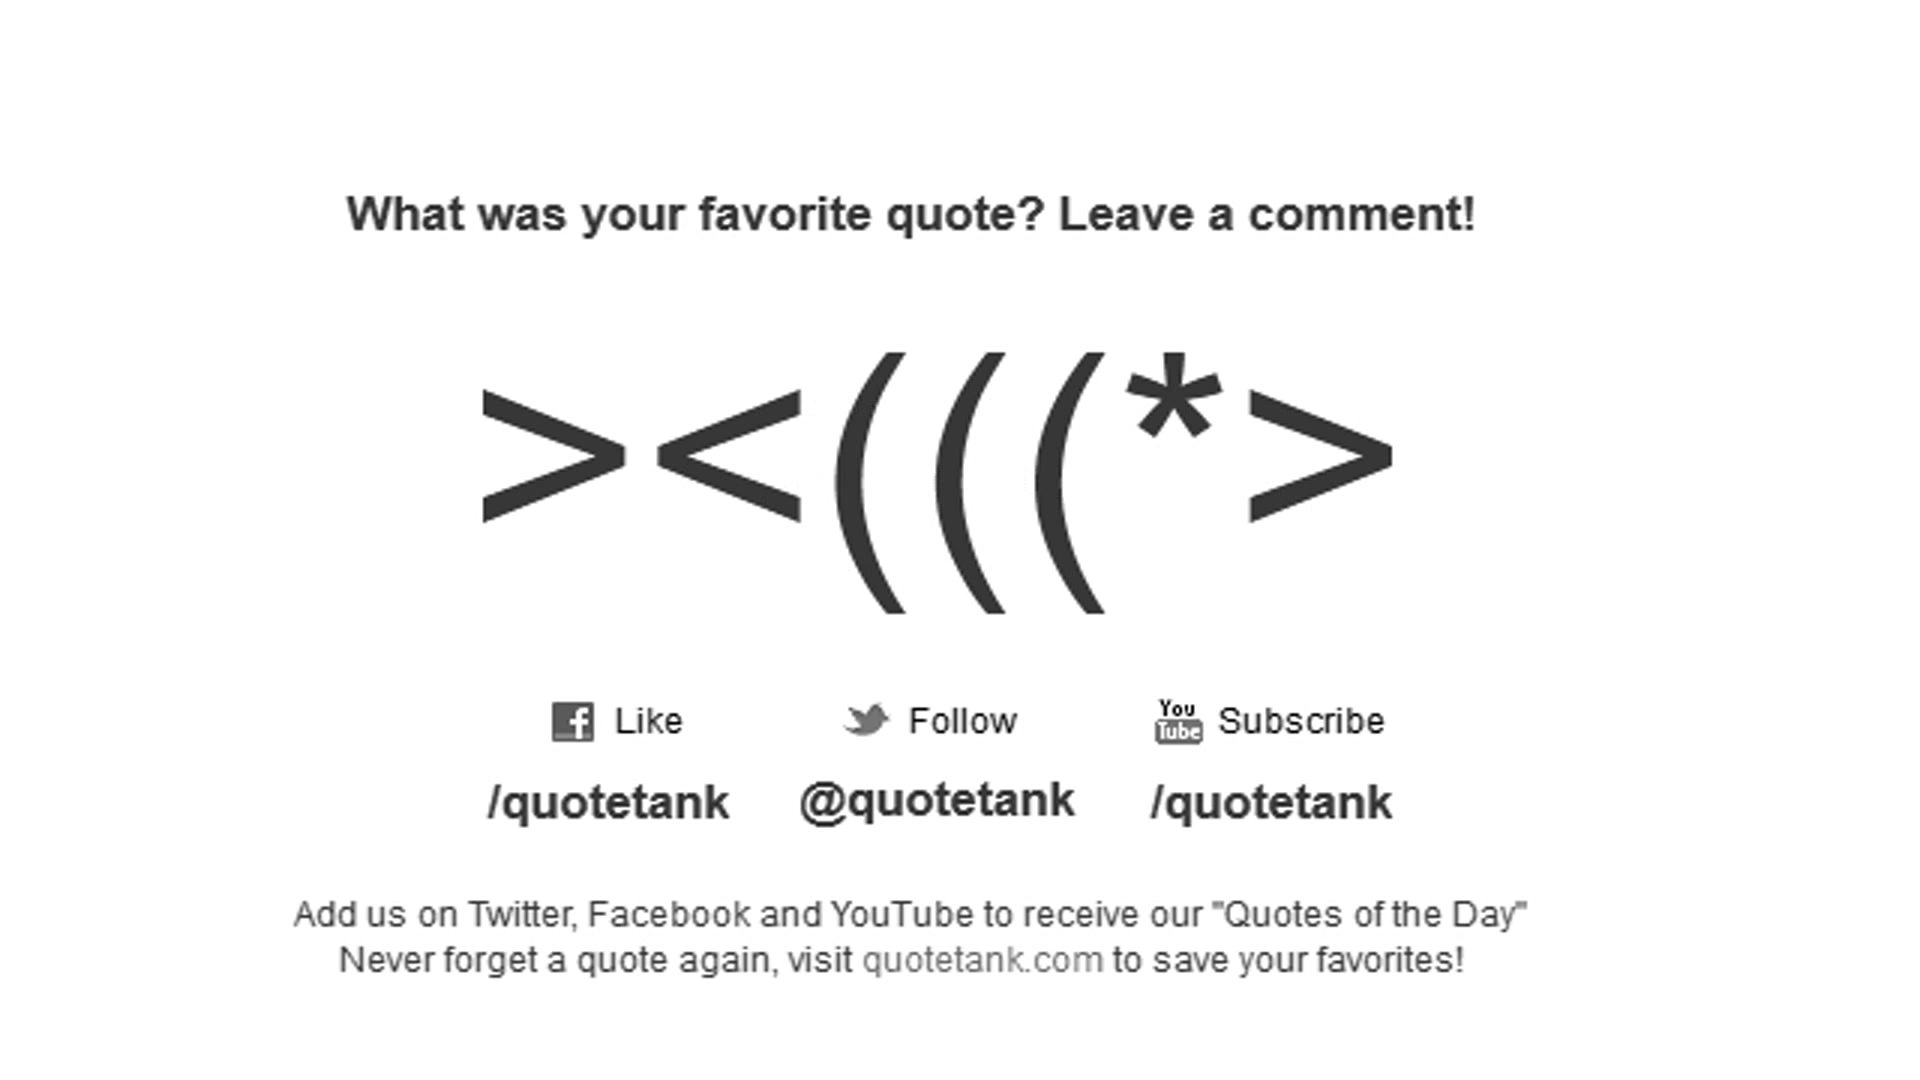 What was your favorite quote? Leave a comment!
><(((*>
f Like Follow You Tube Subscribe
/quotetank @quotetank /quotetank
Add us on Twitter, Facebook and YouTube to receive our "Quotes of the Day"
Never forget a quote again, visit quotetank.com to save your favorites!